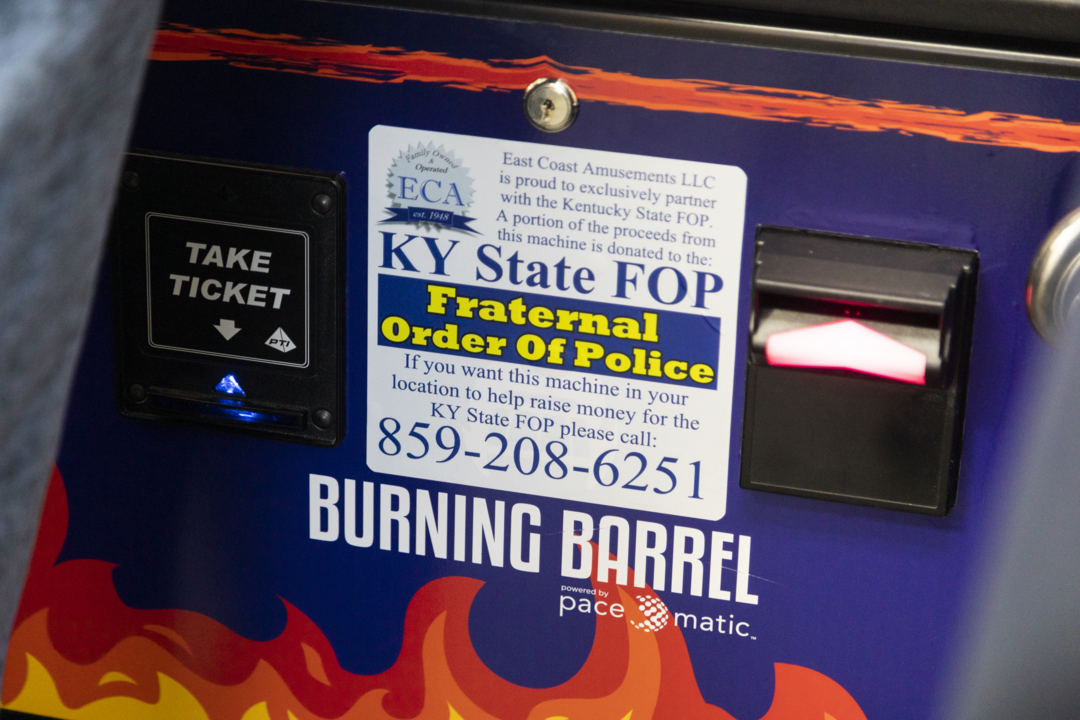 TAKE
TICKET
PTI
Family Owned
&
Operated
ECA
est. 1948
East Coast Amusements LLC
is proud to exclusively partner
with the Kentucky State FOP.
A portion of the proceeds from
this machine is donated to the:
KY State FOP
Fraternal
Order Of Police
If you want this machine in your
location to help raise money for the
KY State FOP please call:
859-208-6251
BURNING BARREL
powered by
pace matic™